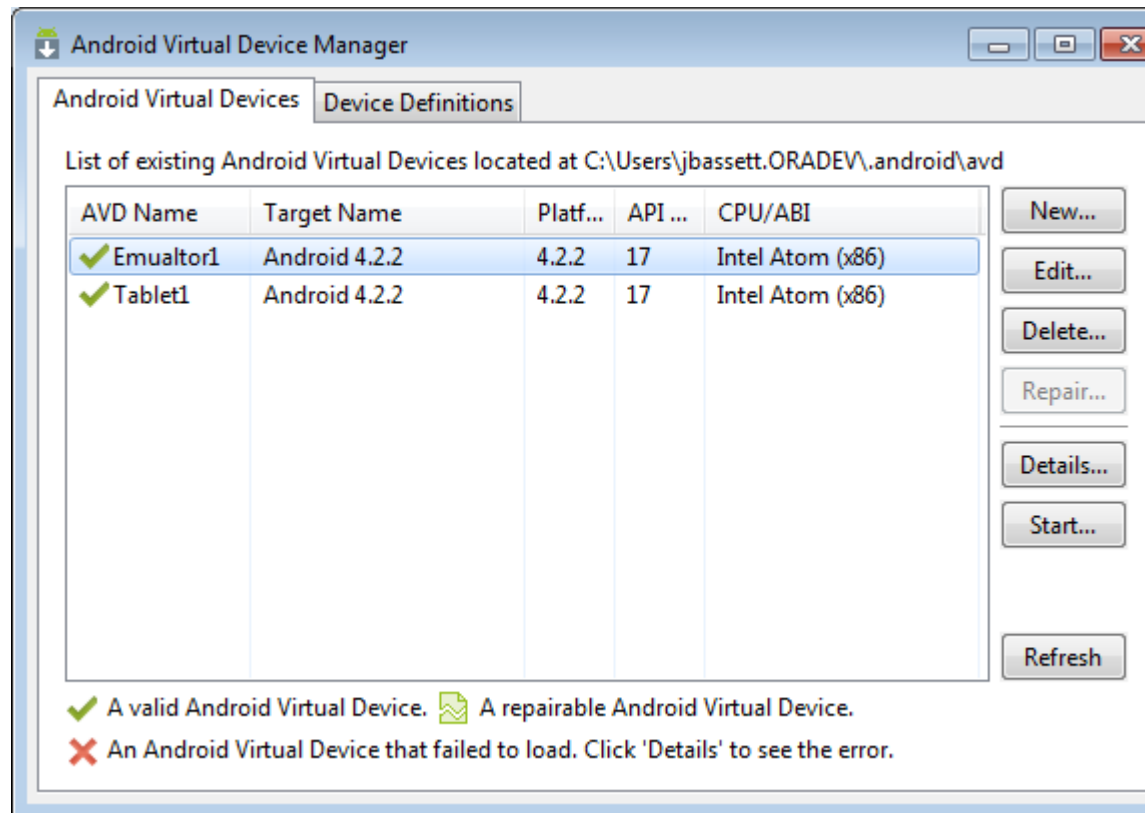 Android Virtual Device Manager
Android Virtual Devices Device Definitions
List of existing Android Virtual Devices located at C:\Users\jbassett.ORADEV\.android\avd
AVD Name Target Name Platf... API ... CPU/ABI
Emualtor1 Android 4.2.2 4.2.2 17 Intel Atom (x86)
Tablet1 Android 4.2.2 4.2.2 17 Intel Atom (x86)
New...
Edit...
Delete...
Repair...
Details...
Start...
Refresh
A valid Android Virtual Device. A repairable Android Virtual Device.
An Android Virtual Device that failed to load. Click 'Details' to see the error.